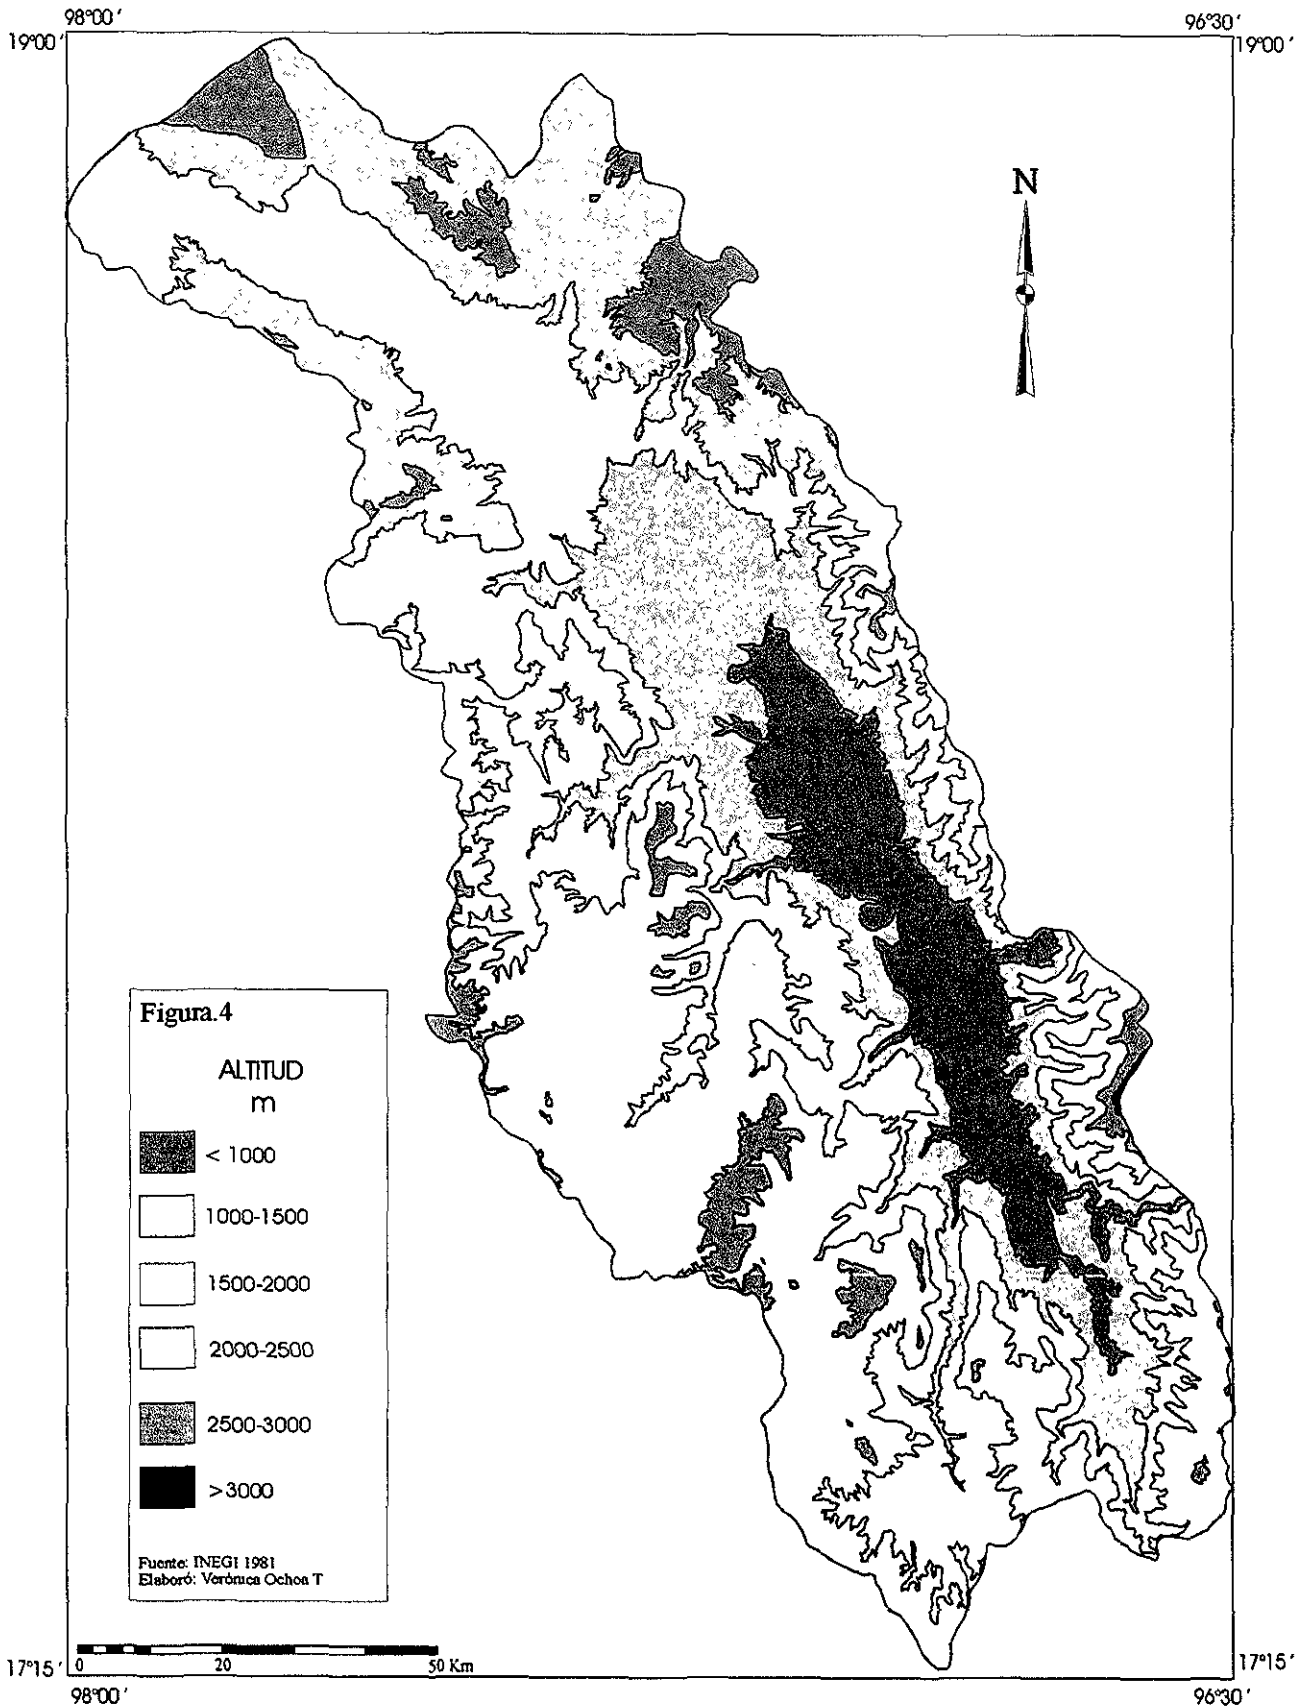 98°00'
96°30'
19°00'
19°00'
N
Figura.4
ALTITUD
m
< 1000
1000-1500
1500-2000
2000-2500
2500-3000
>3000
Fuente: INEGI 1981
Elaboró: Verónica Ochoa T
0 20 50 Km
17°15'
17°15'
98°00'
96°30'